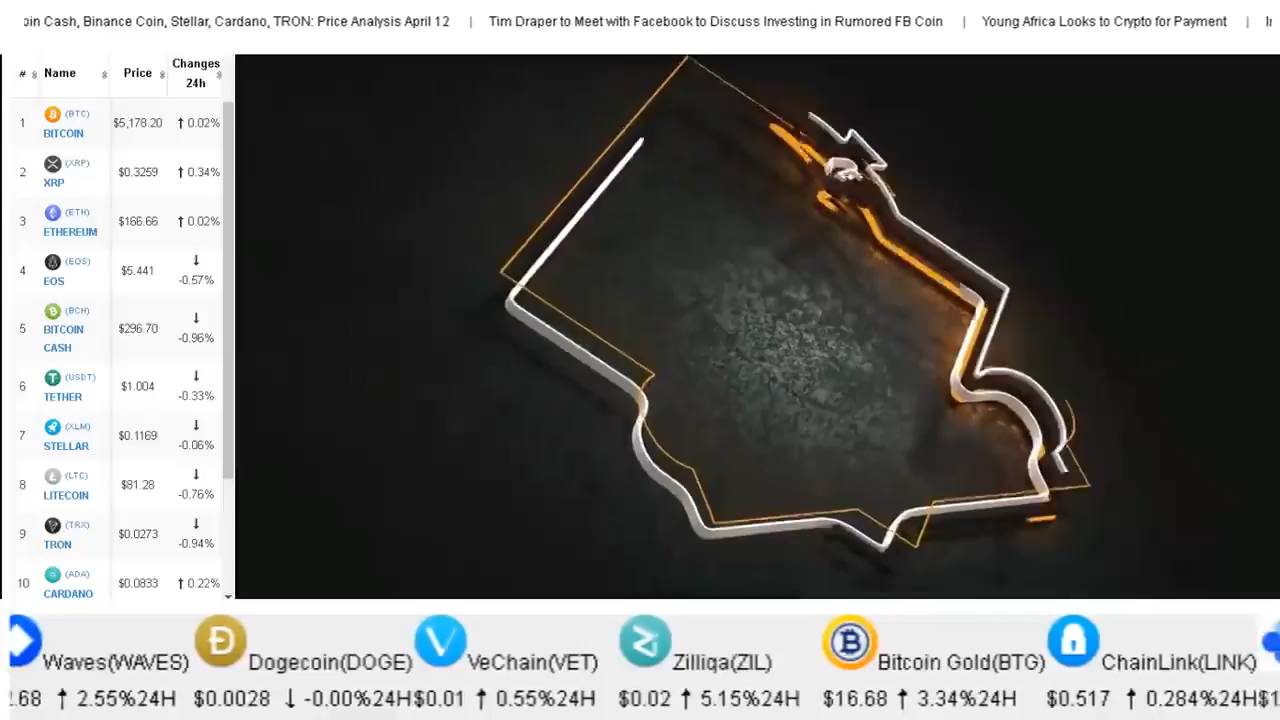 oin Cash, Binance Coin, Stellar, Cardano, TRON: Price Analysis April 12 | Tim Draper to Meet with Facebook to Discuss Investing in Rumored FB Coin | Young Africa Looks to Crypto for Payment |
# Name Price Changes 24h
1 (BTC) BITCOIN $5,178.20 ↑ 0.02%
2 (XRP) XRP $0.3259 ↑ 0.34%
3 (ETH) ETHEREUM $166.66 ↑ 0.02%
4 (EOS) EOS $5.441 ↓ -0.57%
5 (BCH) BITCOIN CASH $296.70 ↓ -0.96%
6 (USDT) TETHER $1.004 ↓ -0.33%
7 (XLM) STELLAR $0.1169 ↓ -0.06%
8 (LTC) LITECOIN $81.28 ↓ -0.76%
9 (TRX) TRON $0.0273 ↓ -0.94%
10 (ADA) CARDANO $0.0833 ↑ 0.22%
Waves(WAVES) Dogecoin(DOGE) VeChain(VET) Zilliqa(ZIL) Bitcoin Gold(BTG) ChainLink(LINK)
.68 ↑ 2.55%24H $0.0028 ↓ -0.00%24H $0.01 ↑ 0.55%24H $0.02 ↑ 5.15%24H $16.68 ↑ 3.34%24H $0.517 ↑ 0.284%24H